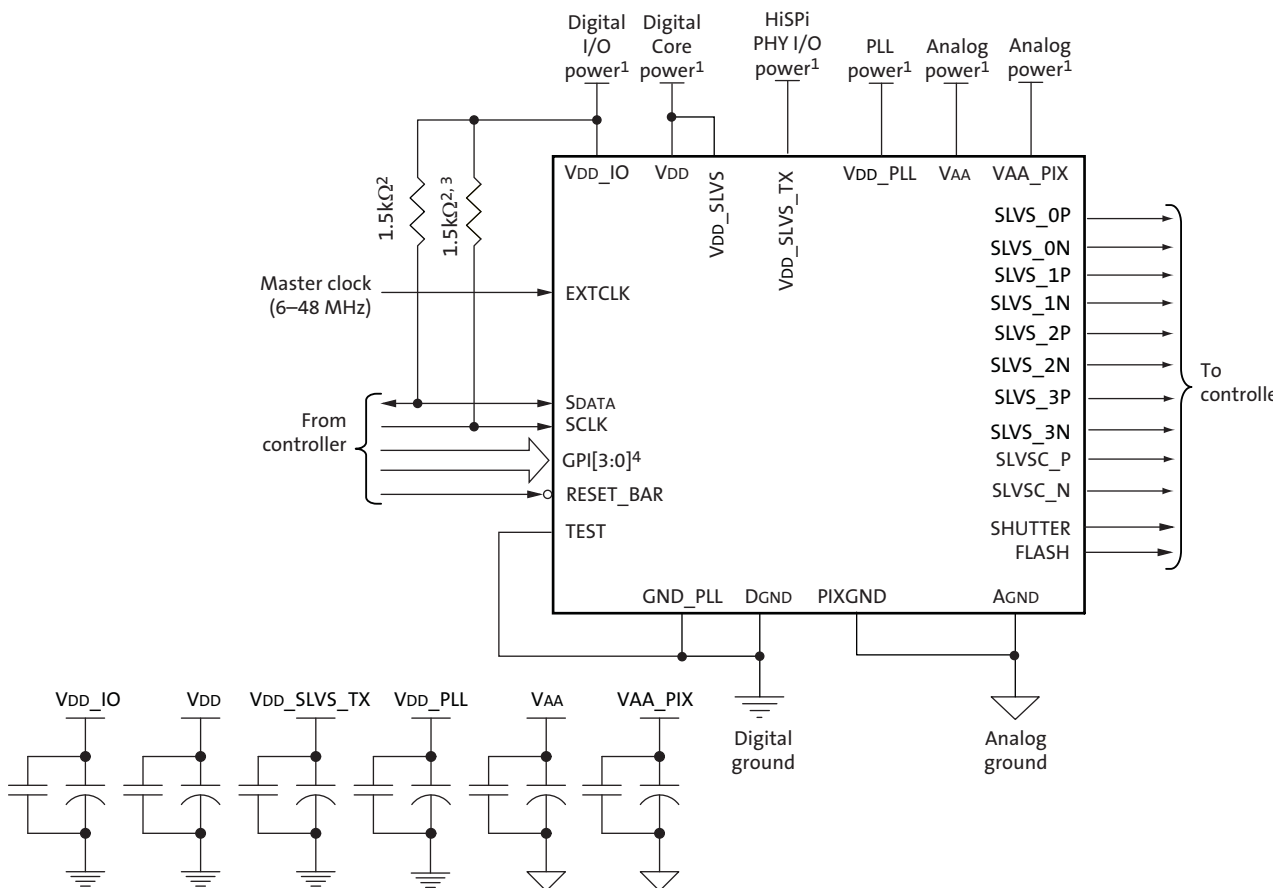 Digital
I/O
power1
Digital
Core
power1
HiSPi
PHY I/O
power1
PLL
power1
Analog
power1
Analog
power1
VDD_IO
VDD
VDD_SLVS
VDD_SLVS_TX
VDD_PLL
VAA
VAA_PIX
1.5kΩ2
1.5kΩ2, 3
Master clock
(6–48 MHz)
EXTCLK
From
controller
SDATA
SCLK
GPI[3:0]4
RESET_BAR
TEST
SLVS_0P
SLVS_0N
SLVS_1P
SLVS_1N
SLVS_2P
SLVS_2N
SLVS_3P
SLVS_3N
SLVSC_P
SLVSC_N
SHUTTER
FLASH
To
controlle
GND_PLL
DGND
PIXGND
AGND
Digital
ground
Analog
ground
VDD_IO
VDD
VDD_SLVS_TX
VDD_PLL
VAA
VAA_PIX